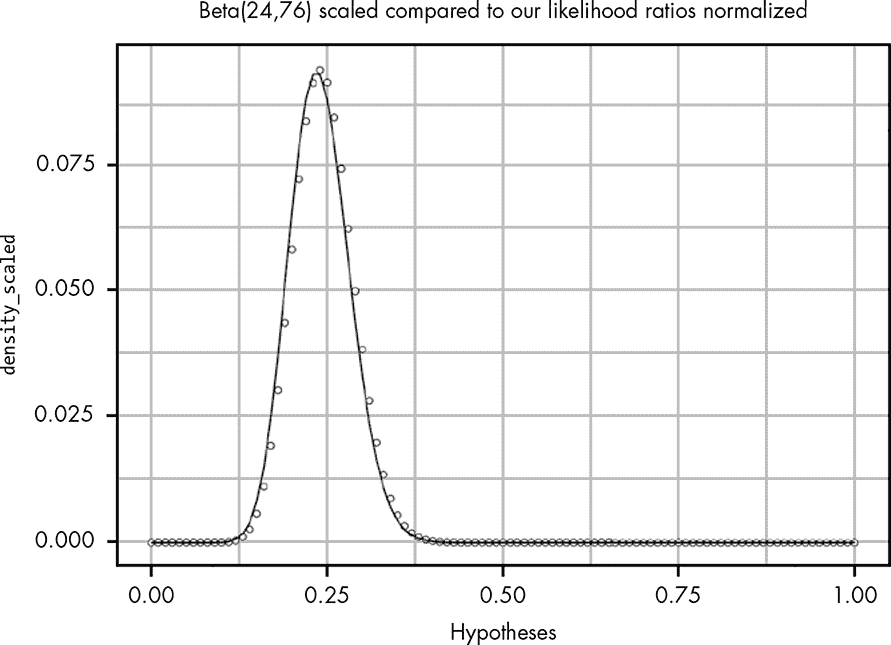 Beta(24,76) scaled compared to our likelihood ratios normalized
density_scaled
0.075
0.050
0.025
0.000
0.00 0.25 0.50 0.75 1.00
Hypotheses